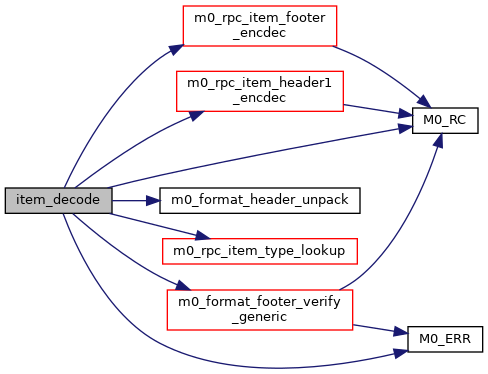 m0_rpc_item_footer
_encdec
m0_rpc_item_header1
_encdec
M0_RC
item_decode
m0_format_header_unpack
m0_rpc_item_type_lookup
m0_format_footer_verify
_generic
M0_ERR